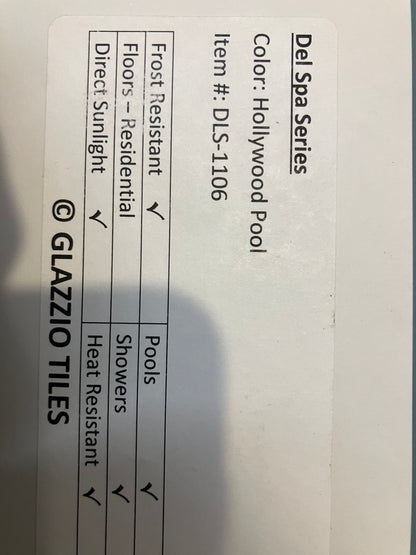 Del Spa Series
Color: Hollywood Pool
Item #: DLS-1106
Frost Resistant ✓ Pools ✓
Floors – Residential Showers ✓
Direct Sunlight ✓ Heat Resistant ✓
© GLAZZIO TILES